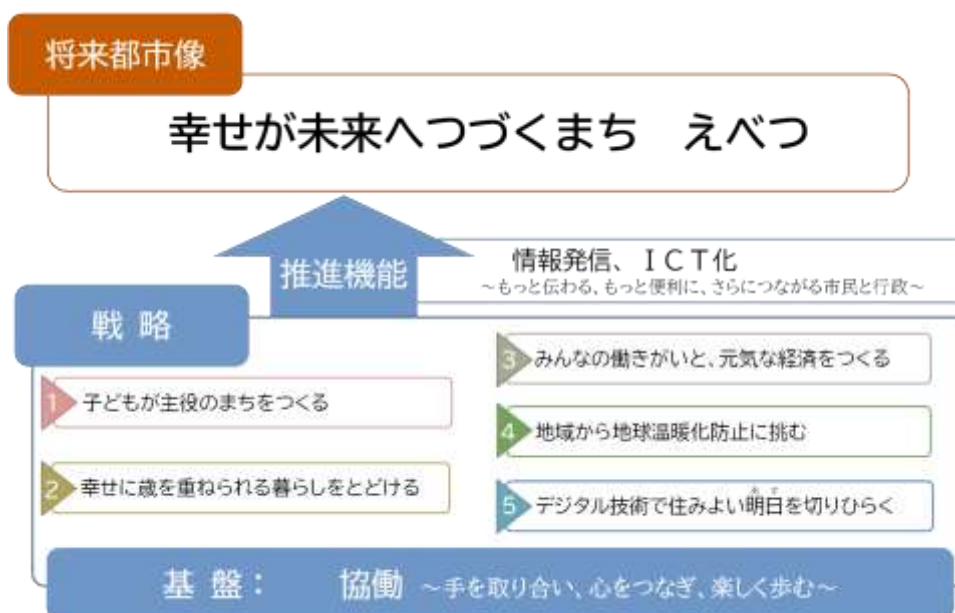 将来都市像
幸せが未来へつづくまち　えべつ
推進機能
情報発信、ＩＣＴ化
～もっと伝わる、もっと便利に、さらにつながる市民と行政～
戦 略
1 子どもが主役のまちをつくる
2 幸せに歳を重ねられる暮らしをとどける
3 みんなの働きがいと、元気な経済をつくる
4 地域から地球温暖化防止に挑む
あす
5 デジタル技術で住みよい明日を切りひらく
基 盤： 協働 ～手を取り合い、心をつなぎ、楽しく歩む～